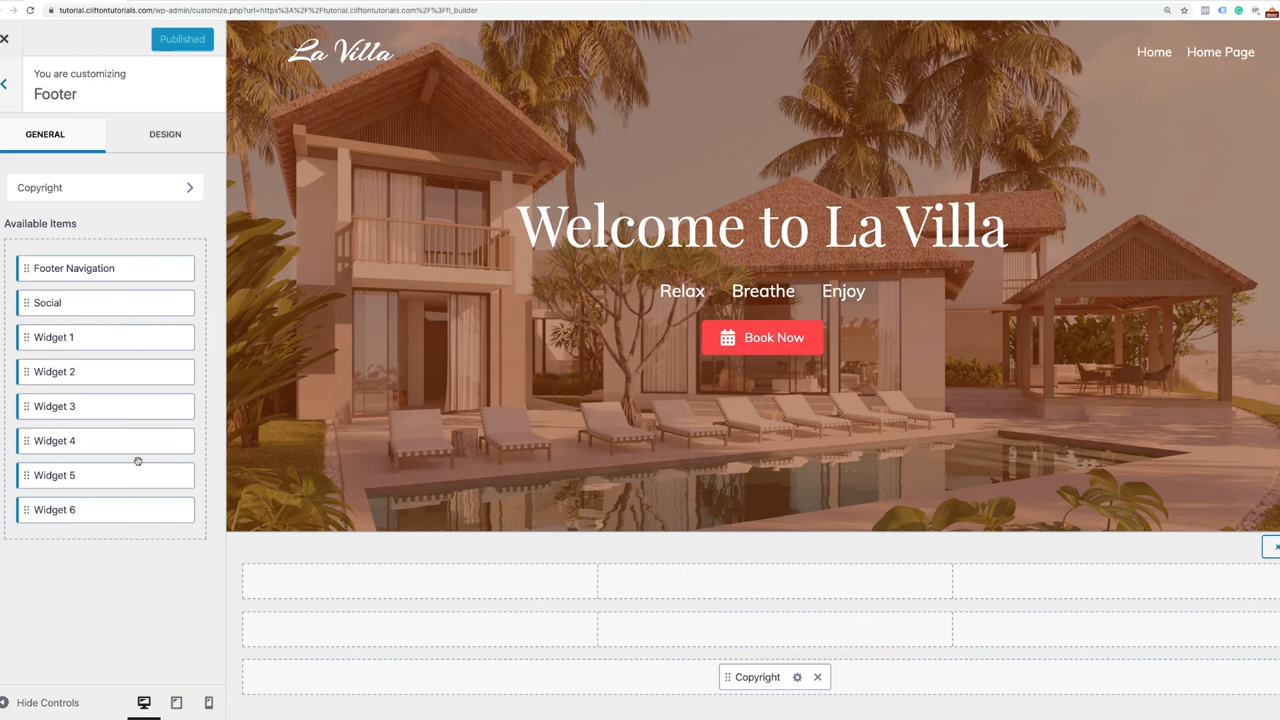 tutorial.cliftontutorials.com/wp-admin/customize.php?url=https%3A%2F%2Ftutorial.cliftontutorials.com%2F%3Ffl_builder
Published
You are customizing
Footer
GENERAL
DESIGN
Copyright
Available Items
Footer Navigation
Social
Widget 1
Widget 2
Widget 3
Widget 4
Widget 5
Widget 6
Hide Controls
La Villa
Home
Home Page
Welcome to La Villa
Relax Breathe Enjoy
Book Now
Copyright